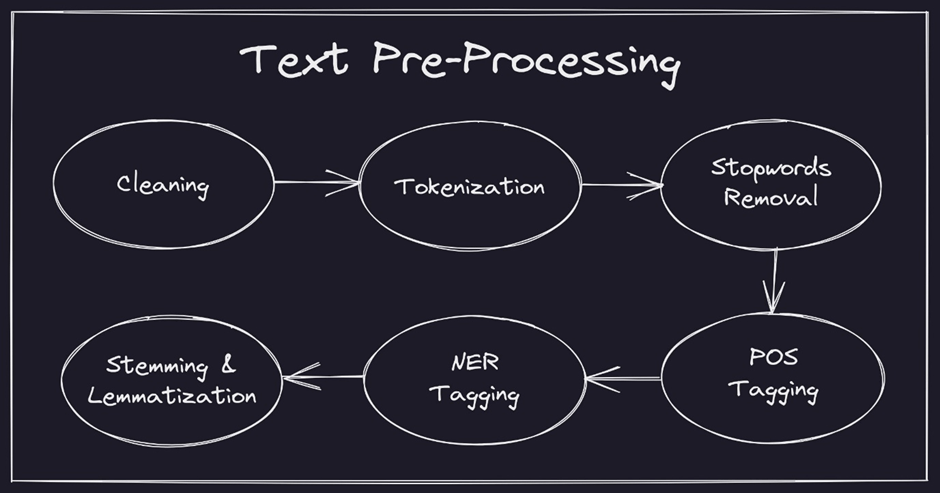 Text Pre-Processing
Cleaning
Tokenization
Stopwords
Removal
POS
Tagging
NER
Tagging
Stemming &
Lemmatization